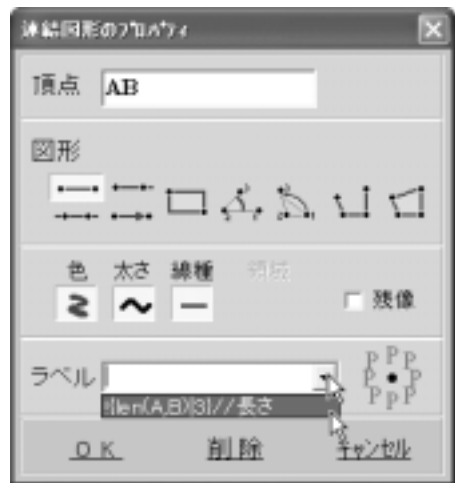 連結図形のプロパティ
頂点 AB
図形
色 太さ 線種 領域
残像
ラベル
P P P
P P
P P P
len(A,B)[3]//長さ
OK 削除 キャンセル